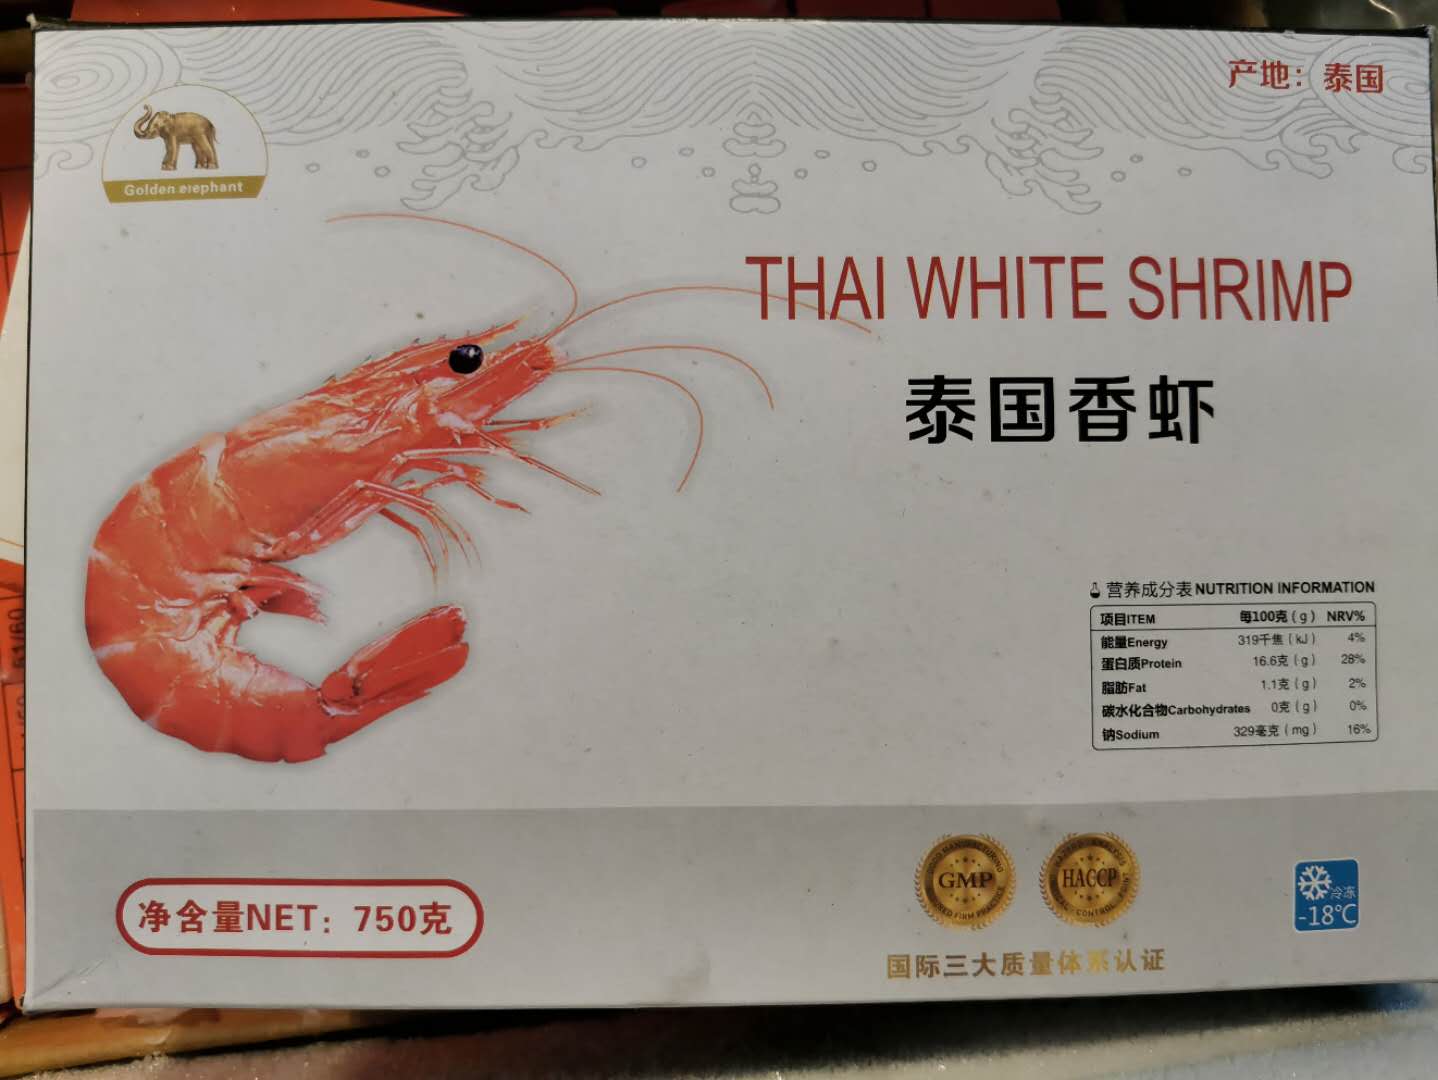 产地：泰国
Golden elephant
THAI WHITE SHRIMP
泰国香虾
营养成分表 NUTRITION INFORMATION
项目ITEM 每100克(g) NRV%
能量Energy 319千焦(kJ) 4%
蛋白质Protein 16.6克(g) 28%
脂肪Fat 1.1克(g) 2%
碳水化合物Carbohydrates 0克(g) 0%
钠Sodium 329毫克(mg) 16%
净含量NET：750克
GMP
HACCP
国际三大质量体系认证
冷冻
-18℃
51/60